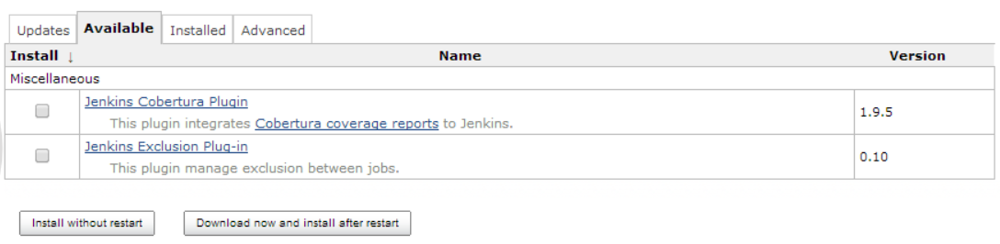 Updates Available Installed Advanced
Install ↓ Name Version
Miscellaneous
Jenkins Cobertura Plugin
This plugin integrates Cobertura coverage reports to Jenkins.
1.9.5
Jenkins Exclusion Plug-in
This plugin manage exclusion between jobs.
0.10
Install without restart Download now and install after restart